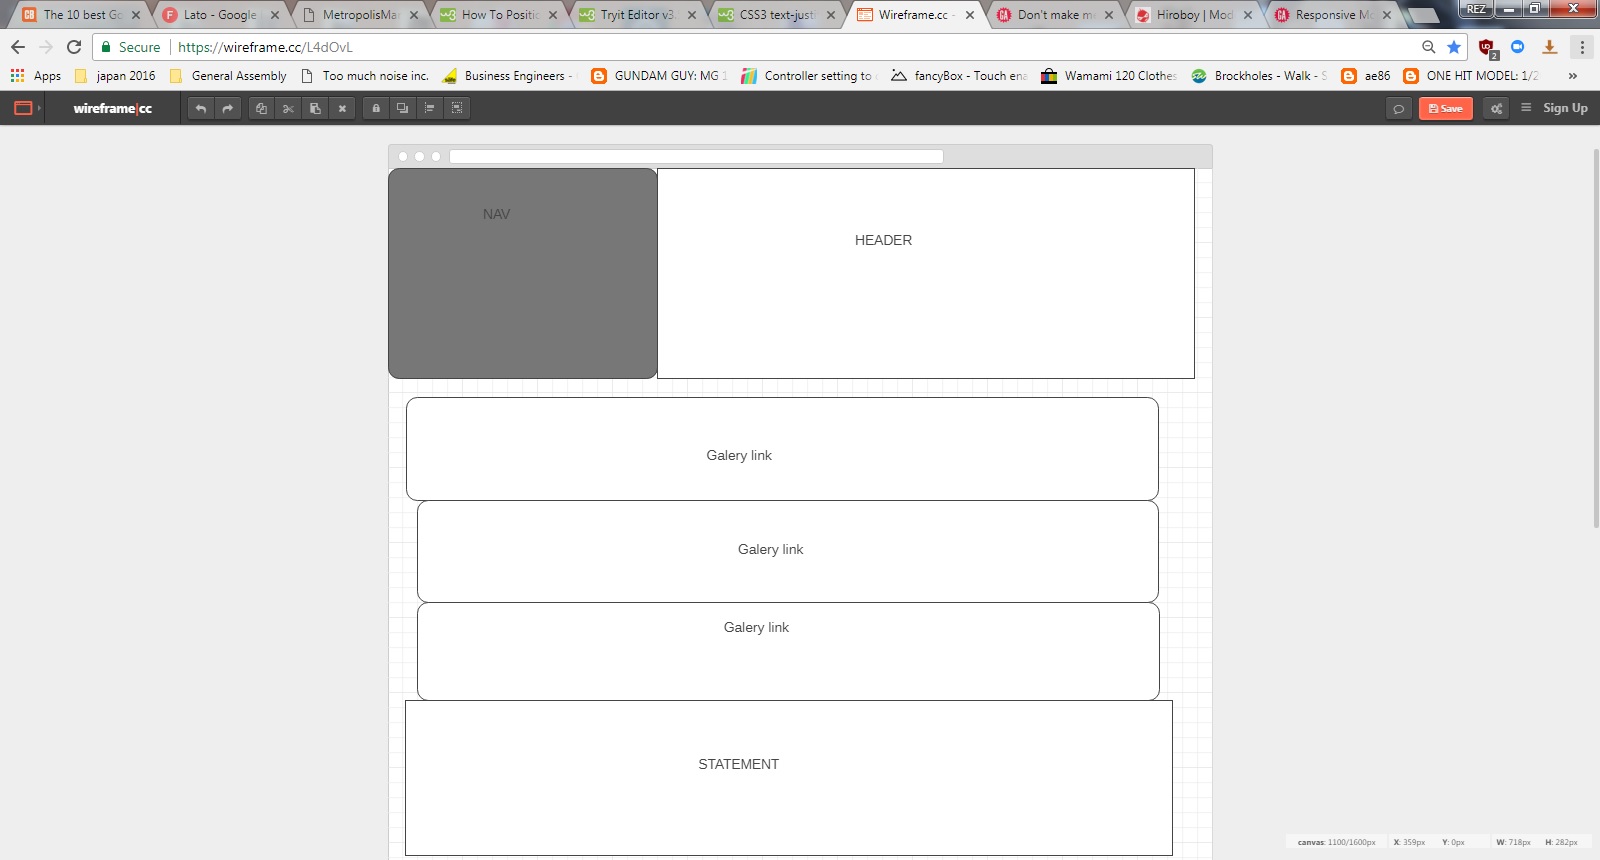 The 10 best Go
Lato - Google
MetropolisMa
How To Positic
Tryit Editor v3.
CSS3 text-just
Wireframe.cc -
Don't make m
Hiroboy | Mod
Responsive Mo
REZ
Secure
https://wireframe.cc/L4dOvL
2
Apps
japan 2016
General Assembly
Too much noise inc.
Business Engineers -
GUNDAM GUY: MG 1
Controller setting to
fancyBox - Touch ena
Wamami 120 Clothes
Brockholes - Walk - S
ae86
ONE HIT MODEL: 1/2
»
wireframe|cc
Save
Sign Up
NAV
HEADER
Galery link
Galery link
Galery link
STATEMENT
canvas: 1100/1600px X: 359px Y: 0px W: 718px H: 282px